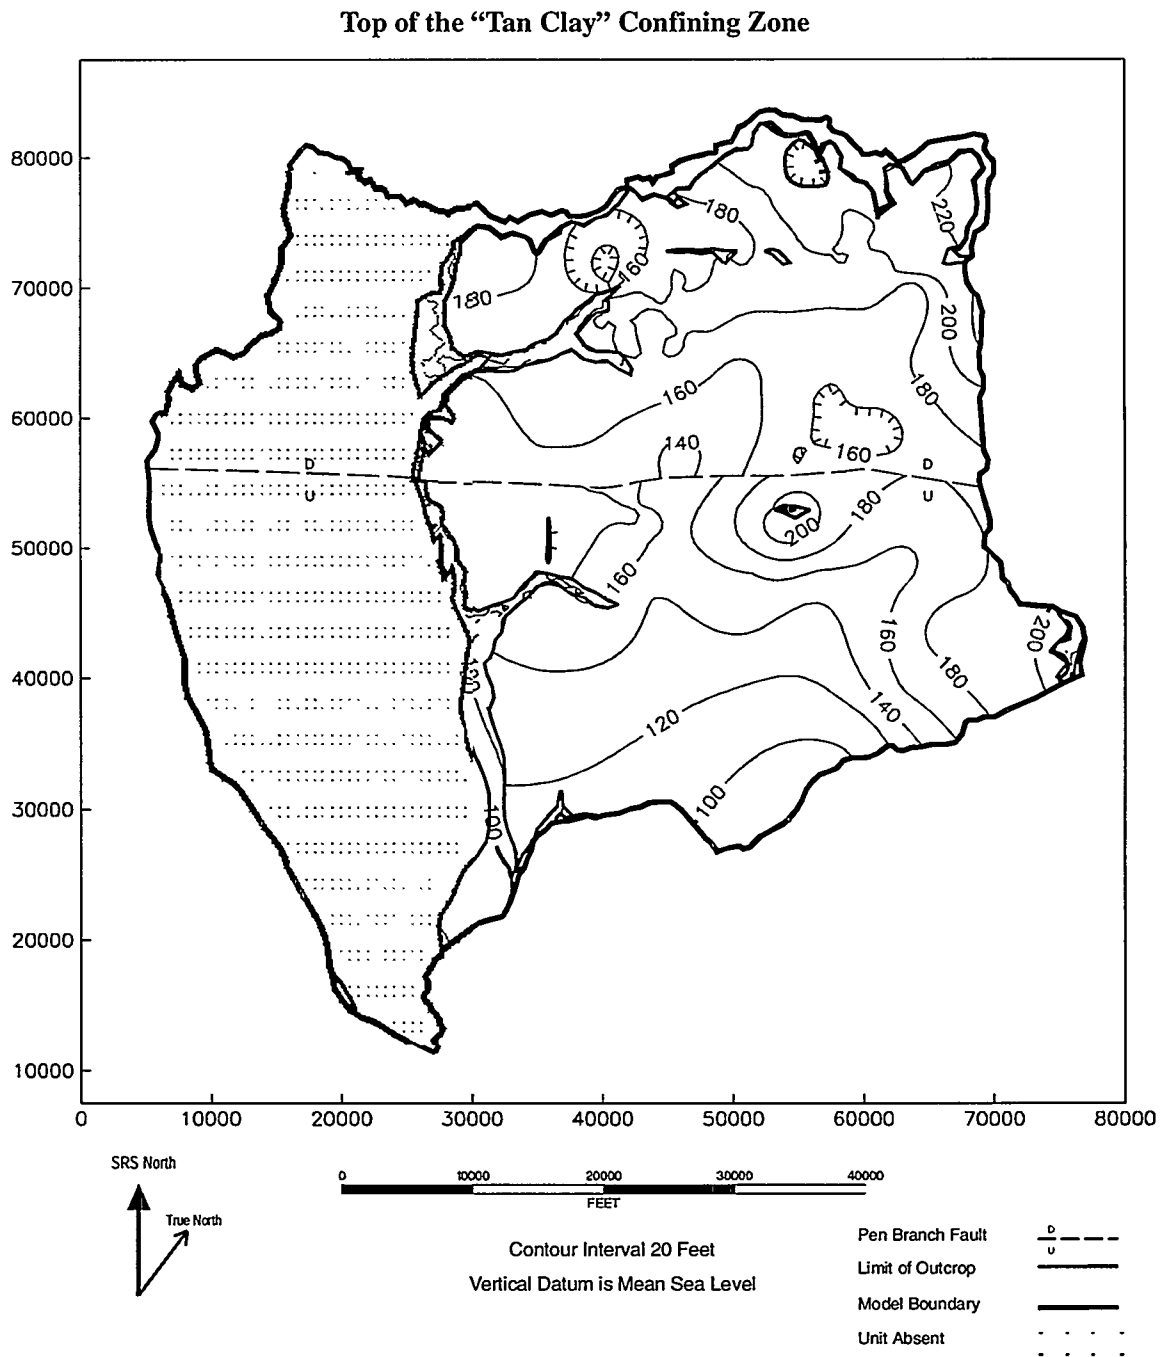 Top of the “Tan Clay” Confining Zone
80000
70000
60000
50000
40000
30000
20000
10000
0
10000
20000
30000
40000
50000
60000
70000
80000
180
220
160
180
200
180
160
140
160
D
U
D
U
180
200
160
200
160
180
140
120
100
100
SRS North
True North
0
10000
20000
30000
40000
FEET
Contour Interval 20 Feet
Vertical Datum is Mean Sea Level
Pen Branch Fault
D
U
Limit of Outcrop
Model Boundary
Unit Absent